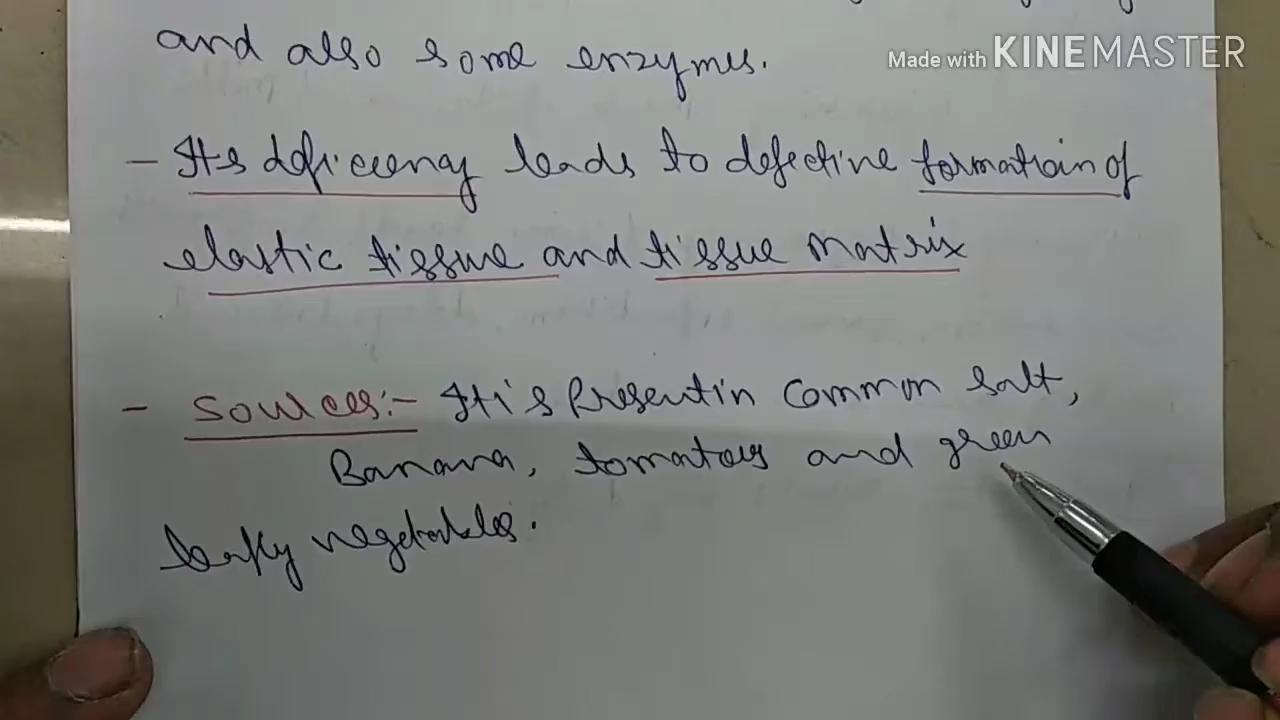 and also some enzymes.
Made with KINEMASTER
- Its deficiency leads to defective formation of
elastic tissue and tissue matrix
- Sources:- It is Present in Common Salt,
Banana, tomatoes and green
leafy vegetables.